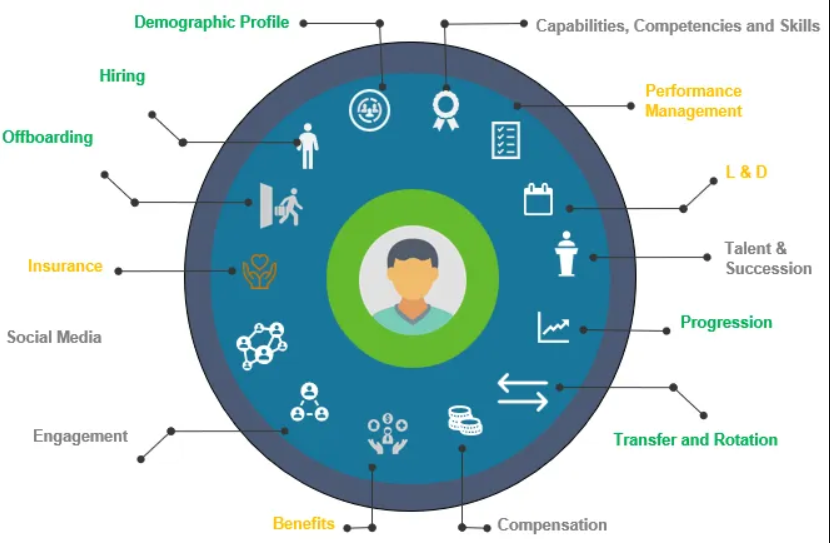 Demographic Profile
Capabilities, Competencies and Skills
Hiring
Performance
Management
Offboarding
L & D
Talent &
Succession
Insurance
Progression
Social Media
Engagement
Transfer and Rotation
Benefits
Compensation